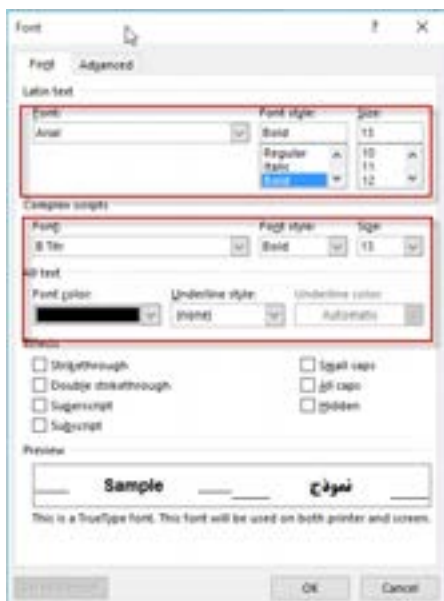 Font ? ×
Font Advanced
Latin text
Font: Font style: Size:
Arial Bold 13
Regular 10
Italic 11
Bold 12
Complex scripts
Font: Font style: Size:
B Titr Bold 13
All text
Font color: Underline style: Underline color:
(none) Automatic
Effects
Strikethrough Small caps
Double strikethrough All caps
Superscript Hidden
Subscript
Preview
Sample نموذج
This is a TrueType font. This font will be used on both printer and screen.
OK Cancel